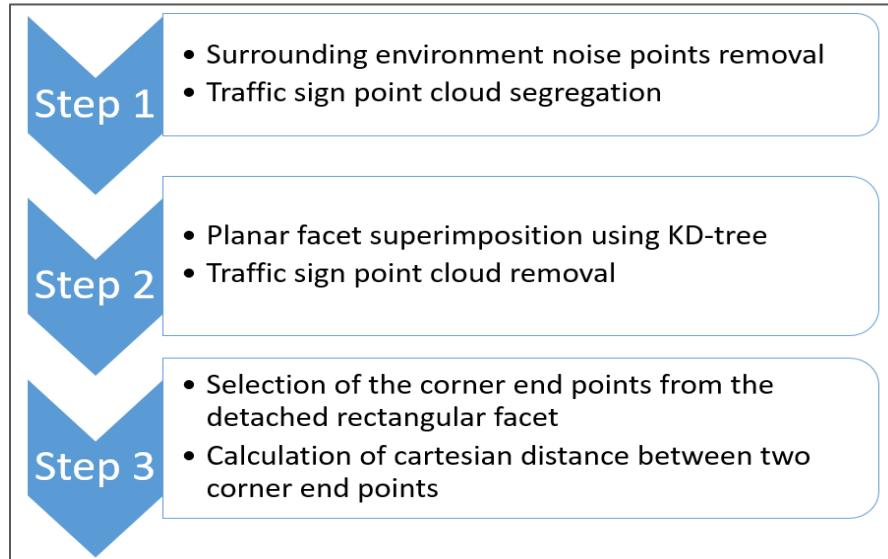 Step 1
• Surrounding environment noise points removal
• Traffic sign point cloud segregation
Step 2
• Planar facet superimposition using KD-tree
• Traffic sign point cloud removal
Step 3
• Selection of the corner end points from the
detached rectangular facet
• Calculation of cartesian distance between two
corner end points